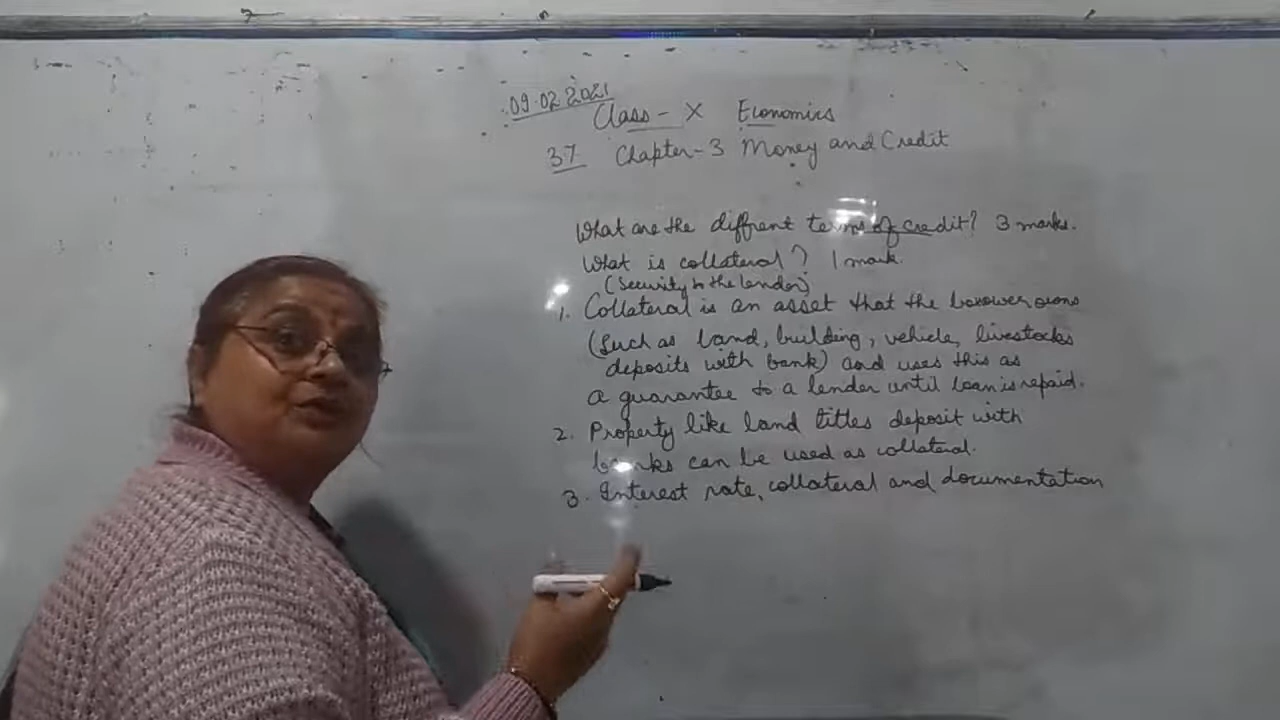 09.02.2021
Class - X Economics
37 Chapter-3 Money and Credit
What are the diffrent terms of credit? 3 marks.
What is collateral? 1 mark.
(Security to the lender)
1. Collateral is an asset that the borrower owns
(such as land, building, vehicle, livestocks
deposits with bank) and uses this as
a guarantee to a lender until loan is repaid.
2. Property like land titles deposit with
banks can be used as collateral.
3. Interest rate, collateral and documentation